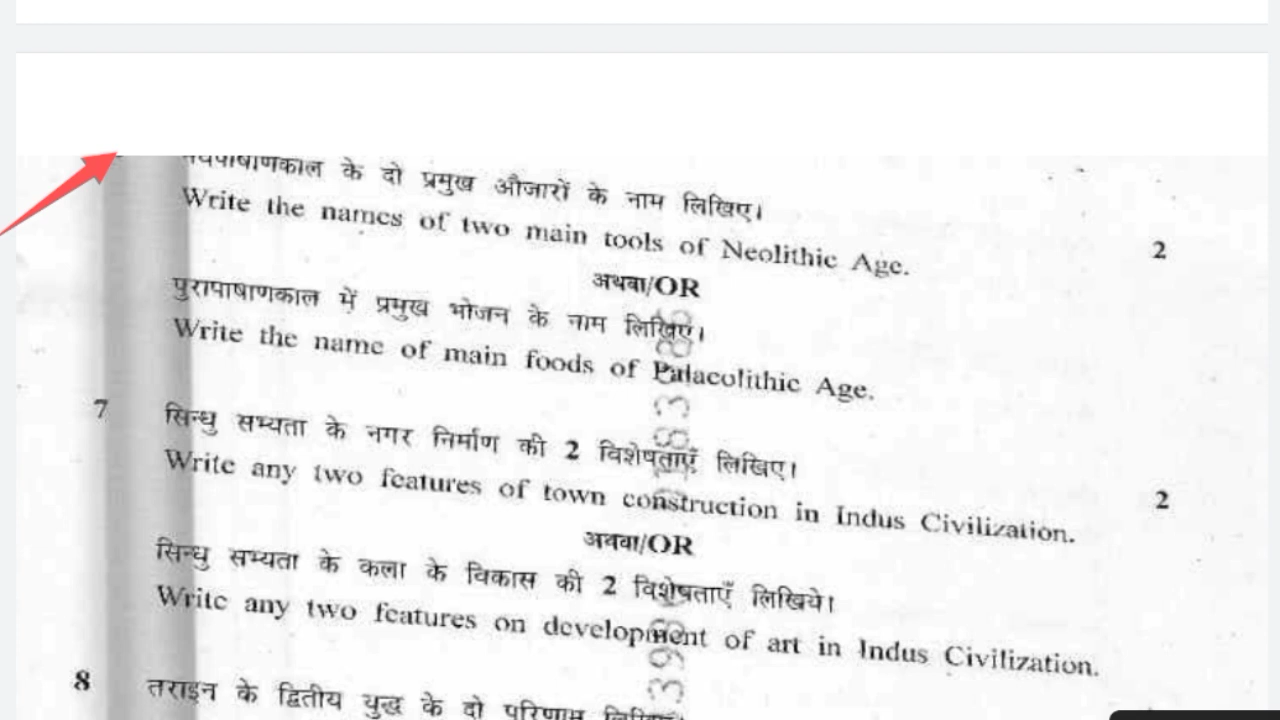 के दो प्रमुख औजारों के नाम लिखिए।
Write the names of two main tools of Neolithic Age.
2
अथवा/OR
पुरापाषाणकाल में प्रमुख भोजन के नाम लिखिए।
Write the name of main foods of Palaeolithic Age.
7 सिन्धु सभ्यता के नगर निर्माण की 2 विशेषताएँ लिखिए।
Write any two features of town construction in Indus Civilization.
2
अथवा/OR
सिन्धु सभ्यता के कला के विकास की 2 विशेषताएँ लिखिये।
Write any two features on development of art in Indus Civilization.
8 तराइन के द्वितीय युद्ध के दो परिणाम लिखिए।